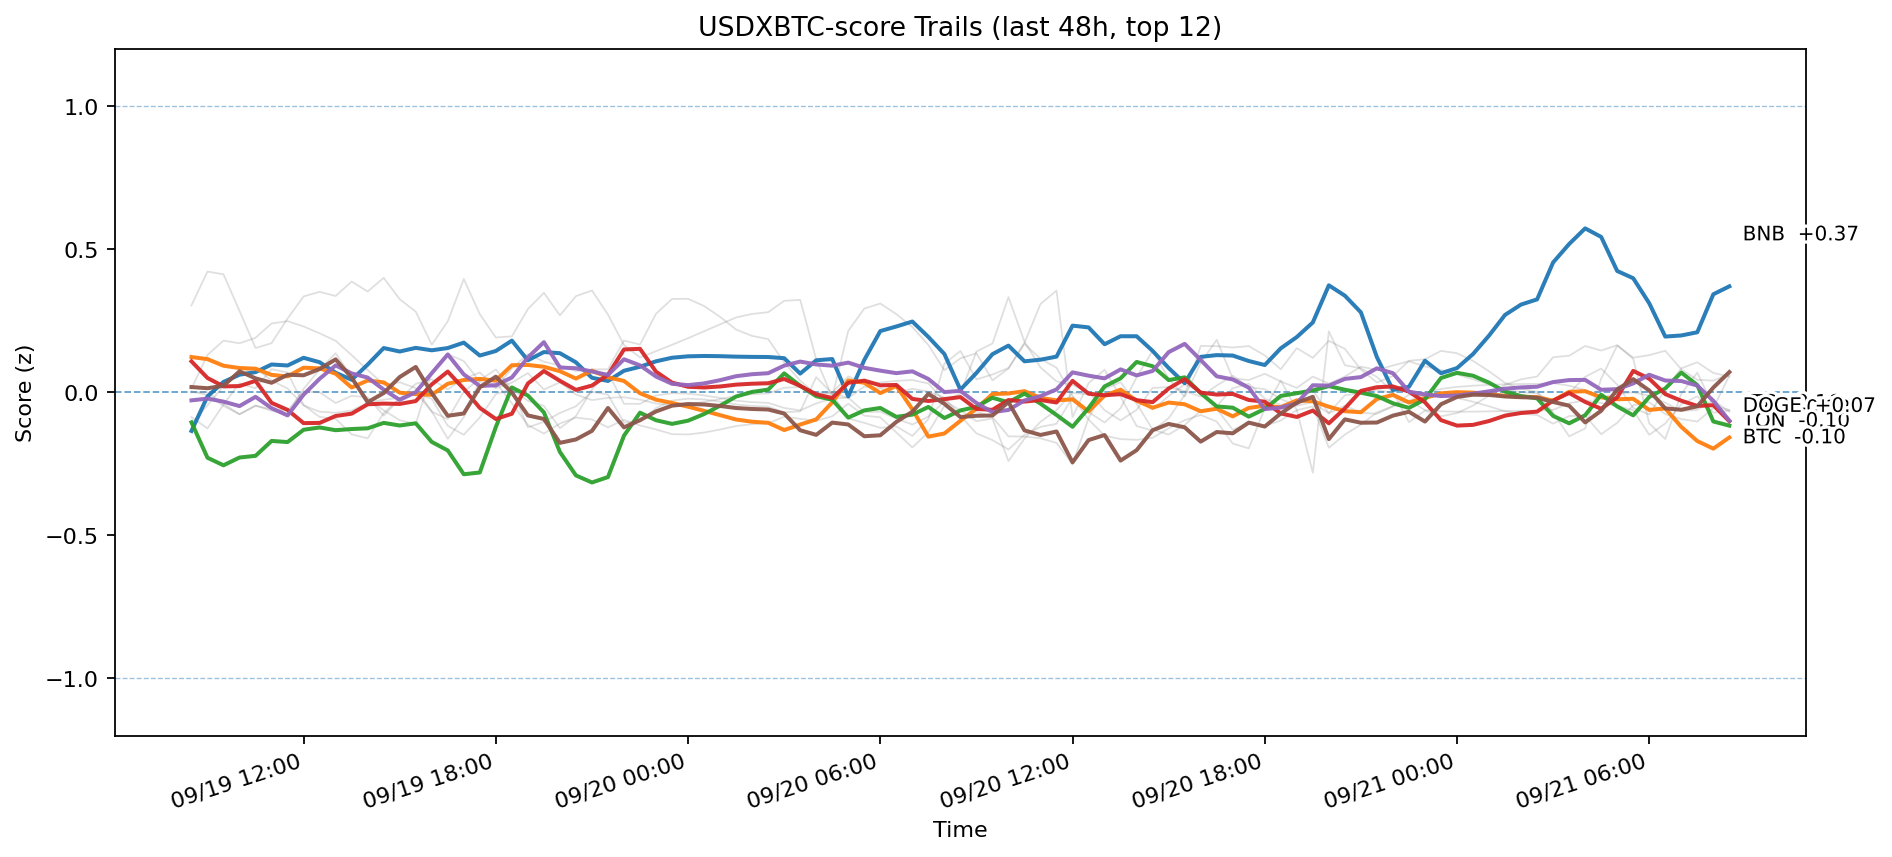 USDXBTC-score Trails (last 48h, top 12)
Score (z)
1.0
0.5
0.0
−0.5
−1.0
BNB +0.37
DOGE +0.07
TON -0.10
BTC -0.10
09/19 12:00
09/19 18:00
09/20 00:00
09/20 06:00
09/20 12:00
09/20 18:00
09/21 00:00
09/21 06:00
Time